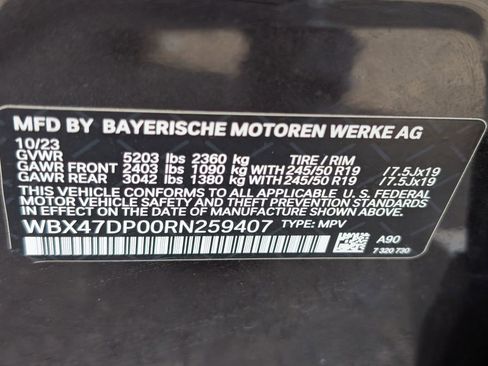 MFD BY BAYERISCHE MOTOREN WERKE AG
10/23
GVWR 5203 lbs 2360 kg TIRE / RIM
GAWR FRONT 2403 lbs 1090 kg WITH 245/50 R19 / 7.5Jx19
GAWR REAR 3042 lbs 1380 kg WITH 245/50 R19 / 7.5Jx19
THIS VEHICLE CONFORMS TO ALL APPLICABLE U.S. FEDERAL
MOTOR VEHICLE SAFETY, BUMPER, AND THEFT PREVENTION
STANDARDS IN EFFECT ON THE DATE OF MANUFACTURE SHOWN ABOVE.
WBX47DP00RN259407 TYPE: MPV
A90
7 320 730